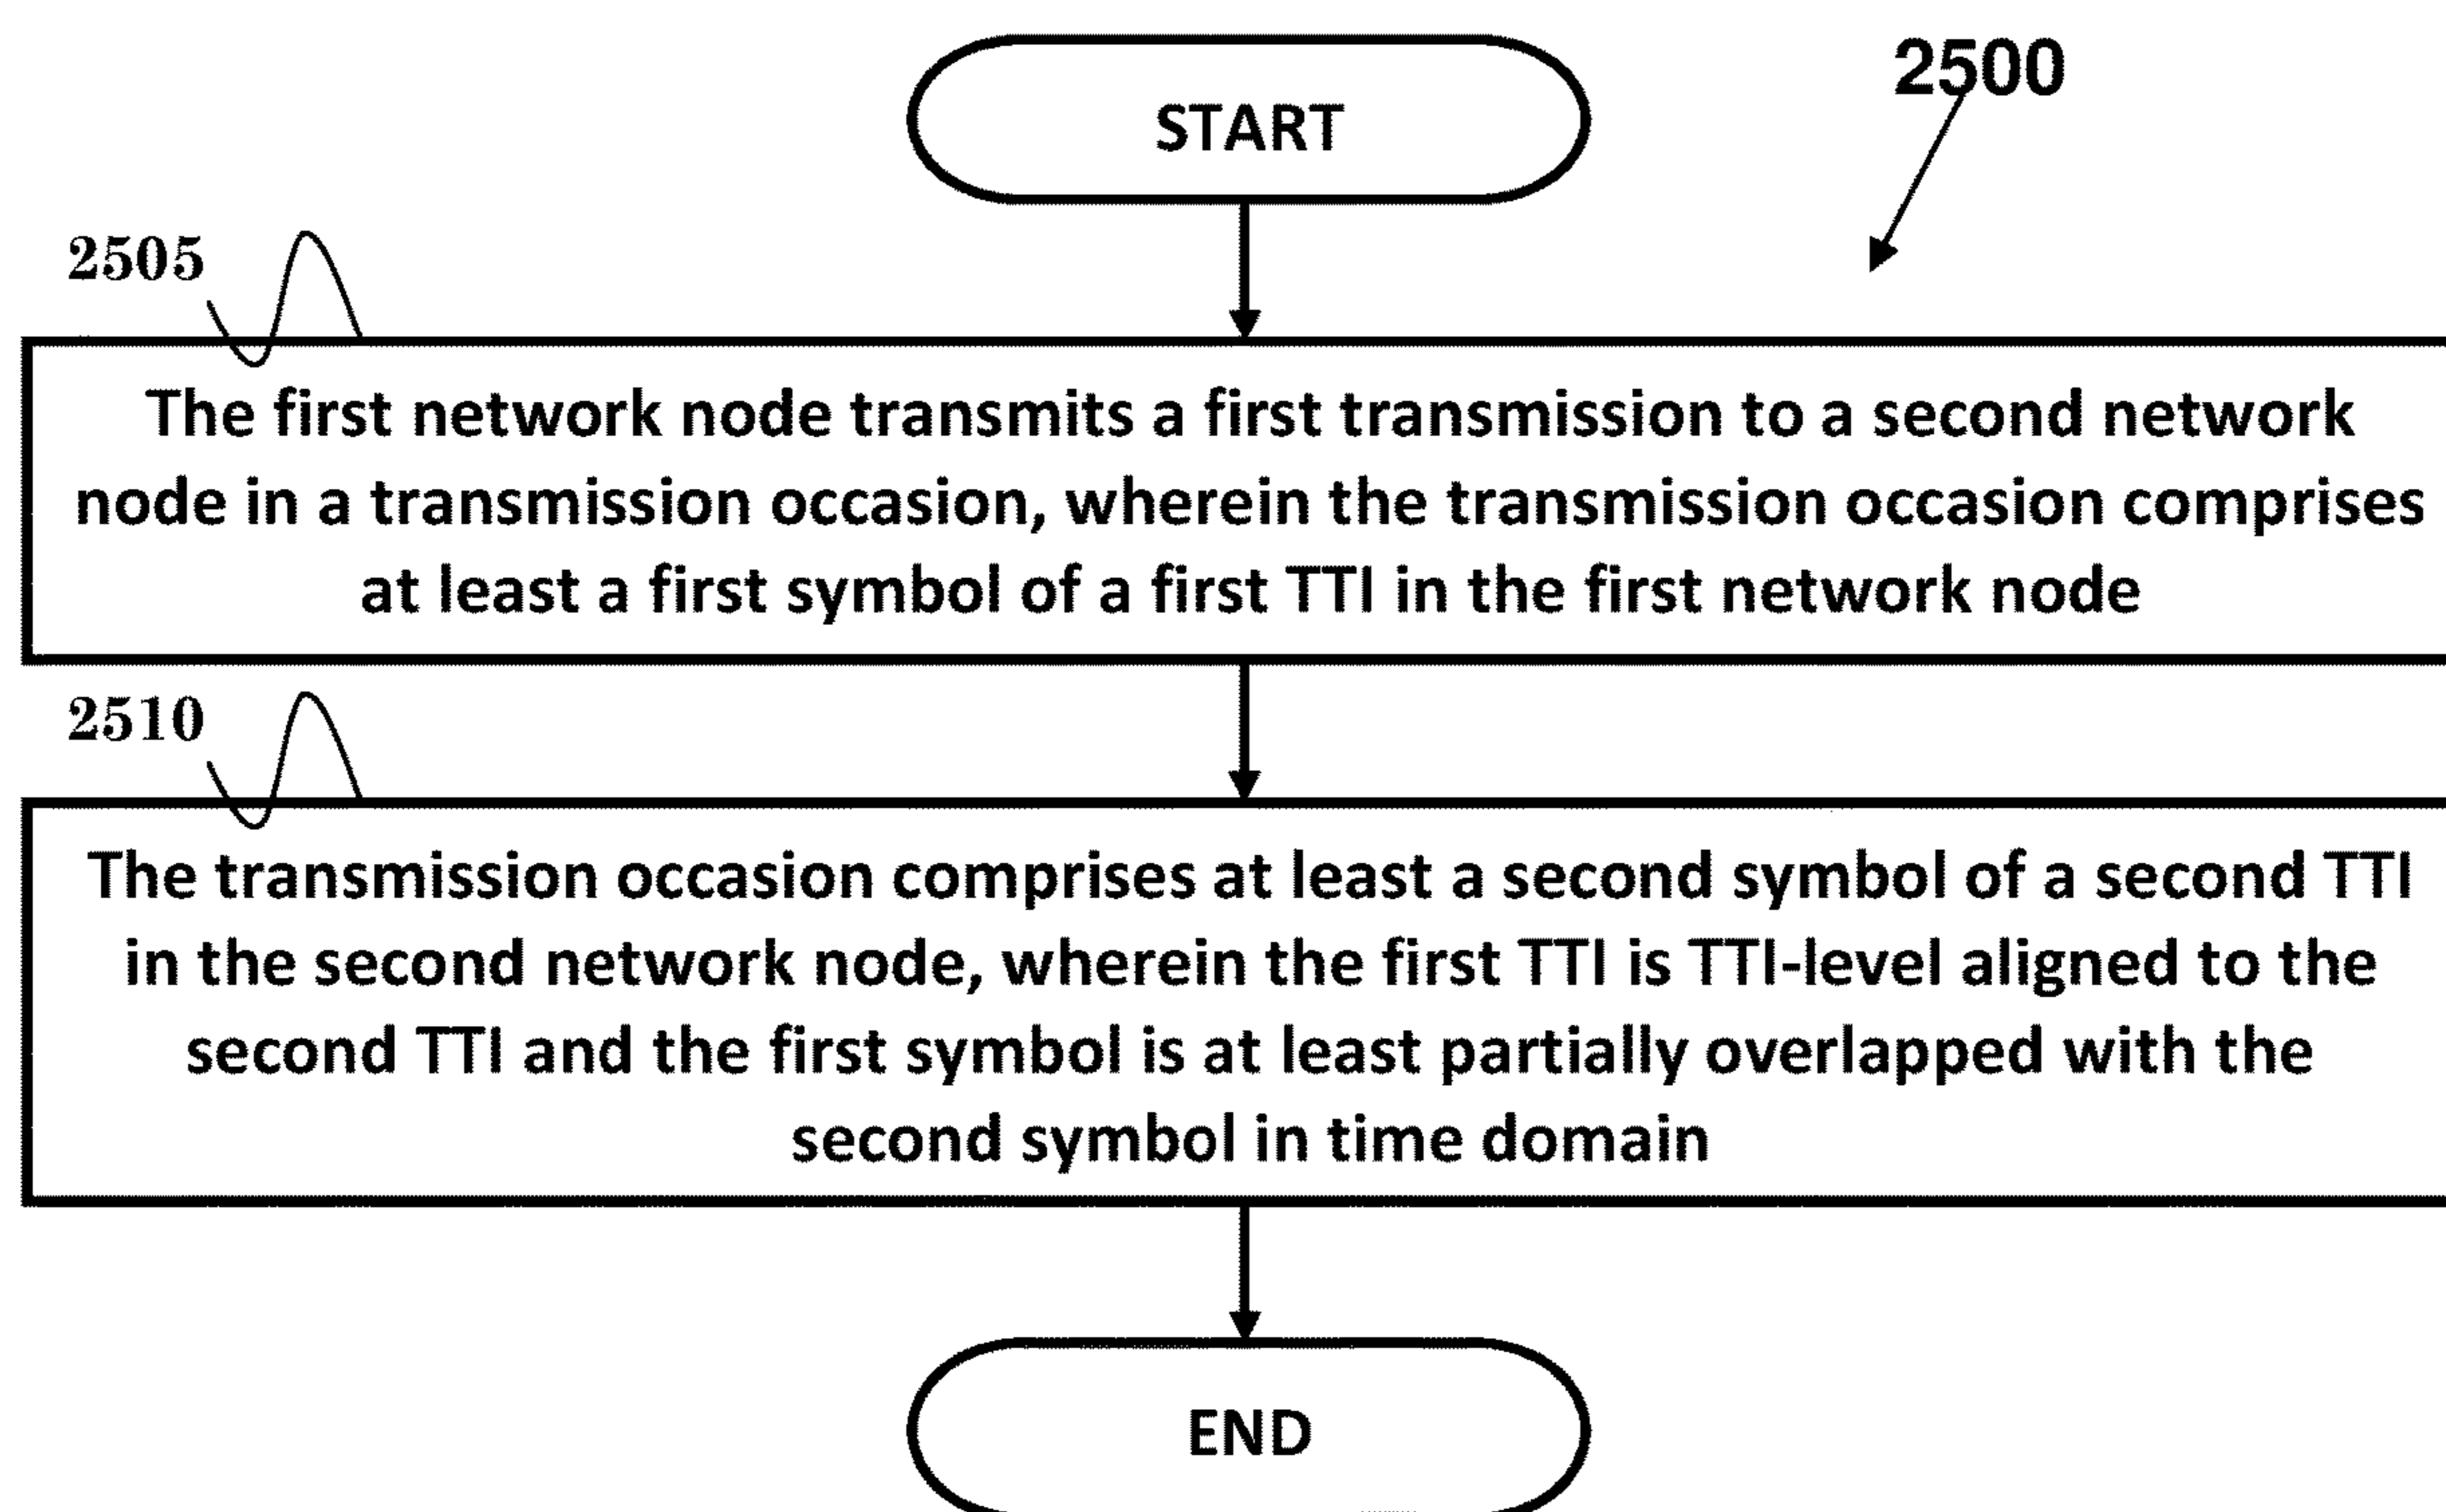 2500
START
2505
The first network node transmits a first transmission to a second network
node in a transmission occasion, wherein the transmission occasion comprises
at least a first symbol of a first TTI in the first network node
2510
The transmission occasion comprises at least a second symbol of a second TTI
in the second network node, wherein the first TTI is TTI-level aligned to the
second TTI and the first symbol is at least partially overlapped with the
second symbol in time domain
END